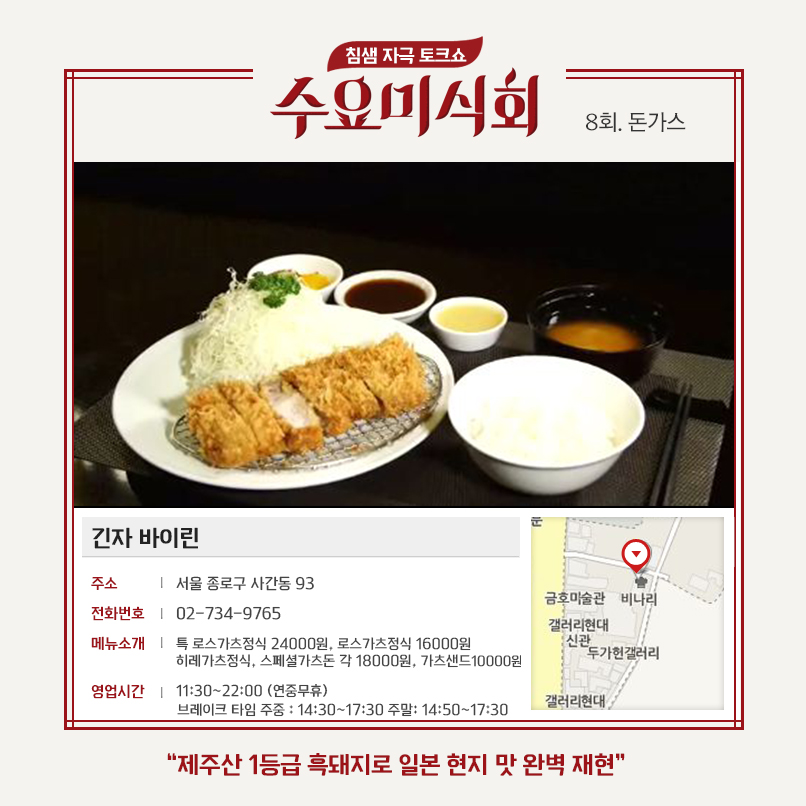 침샘 자극 토크쇼
수요미식회
8회. 돈가스
긴자 바이린
주소 | 서울 종로구 사간동 93
전화번호 | 02-734-9765
메뉴소개 | 특 로스가츠정식 24000원, 로스가츠정식 16000원
히레가츠정식, 스페셜가츠돈 각 18000원, 가츠샌드10000원
영업시간 | 11:30~22:00 (연중무휴)
브레이크 타임 주중 : 14:30~17:30 주말: 14:50~17:30
금호미술관
비나리
갤러리현대
신관
두가헌갤러리
갤러리현대
“제주산 1등급 흑돼지로 일본 현지 맛 완벽 재현”